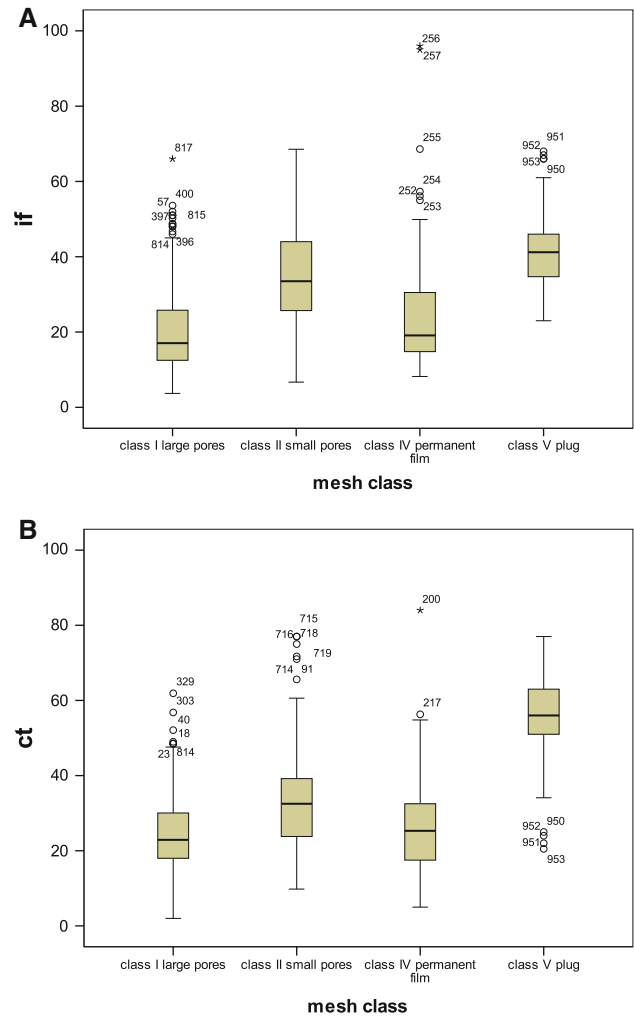 A
100
80
60
40
20
0
if
256
257
255
254
252
253
817
400
57
397
815
814
396
951
952
953
950
class I large pores
class II small pores
class IV permanent
film
class V plug
mesh class
B
100
80
60
40
20
0
ct
200
715
716
718
719
714
91
329
303
40
18
23
814
217
952
950
951
953
class I large pores
class II small pores
class IV permanent
film
class V plug
mesh class